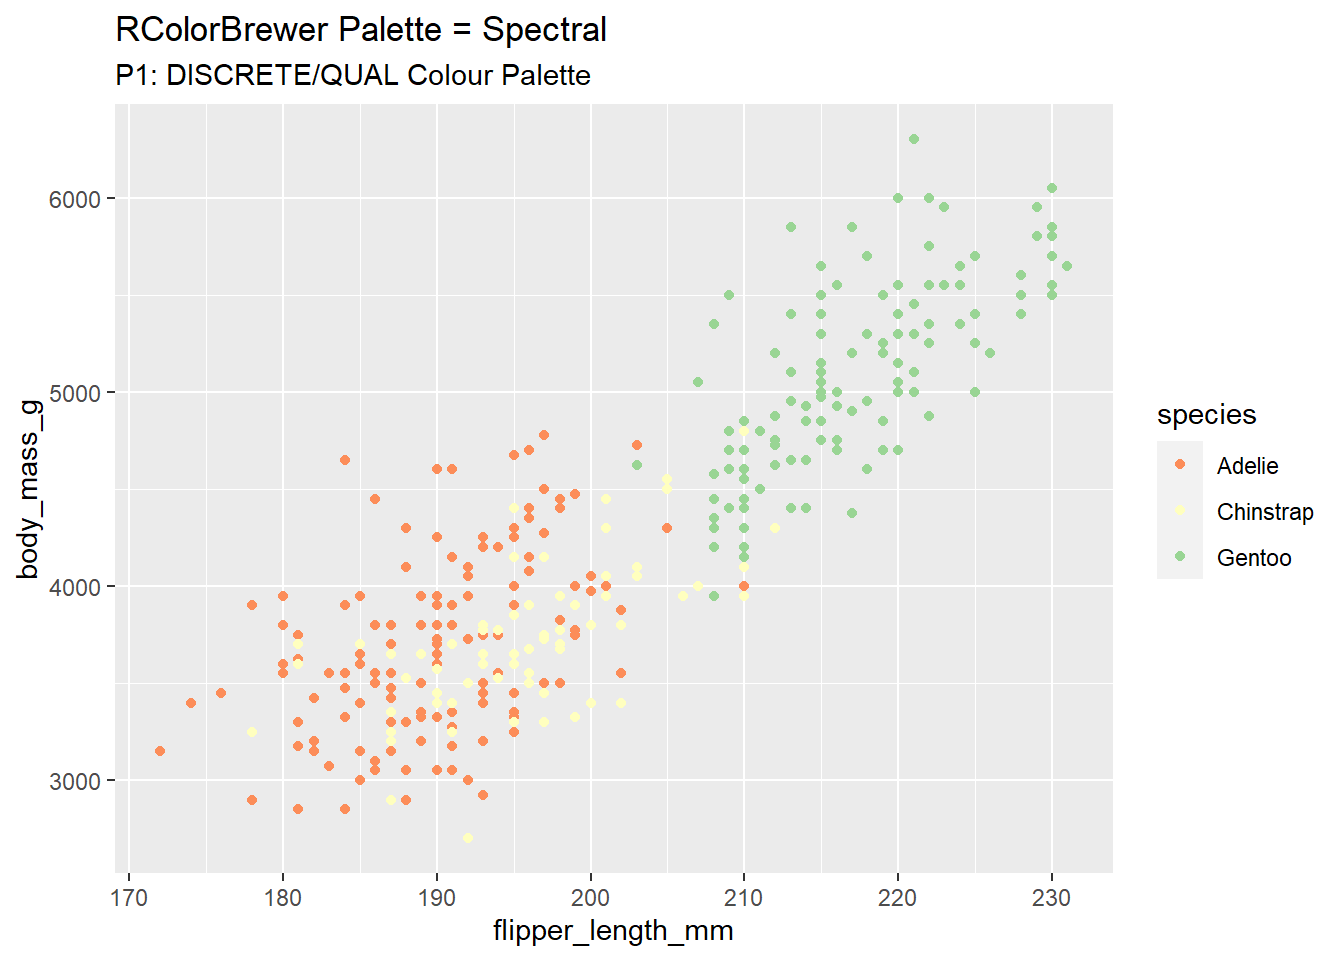 RColorBrewer Palette = Spectral
P1: DISCRETE/QUAL Colour Palette
6000
5000
4000
3000
body_mass_g
170 180 190 200 210 220 230
flipper_length_mm
species
Adelie
Chinstrap
Gentoo